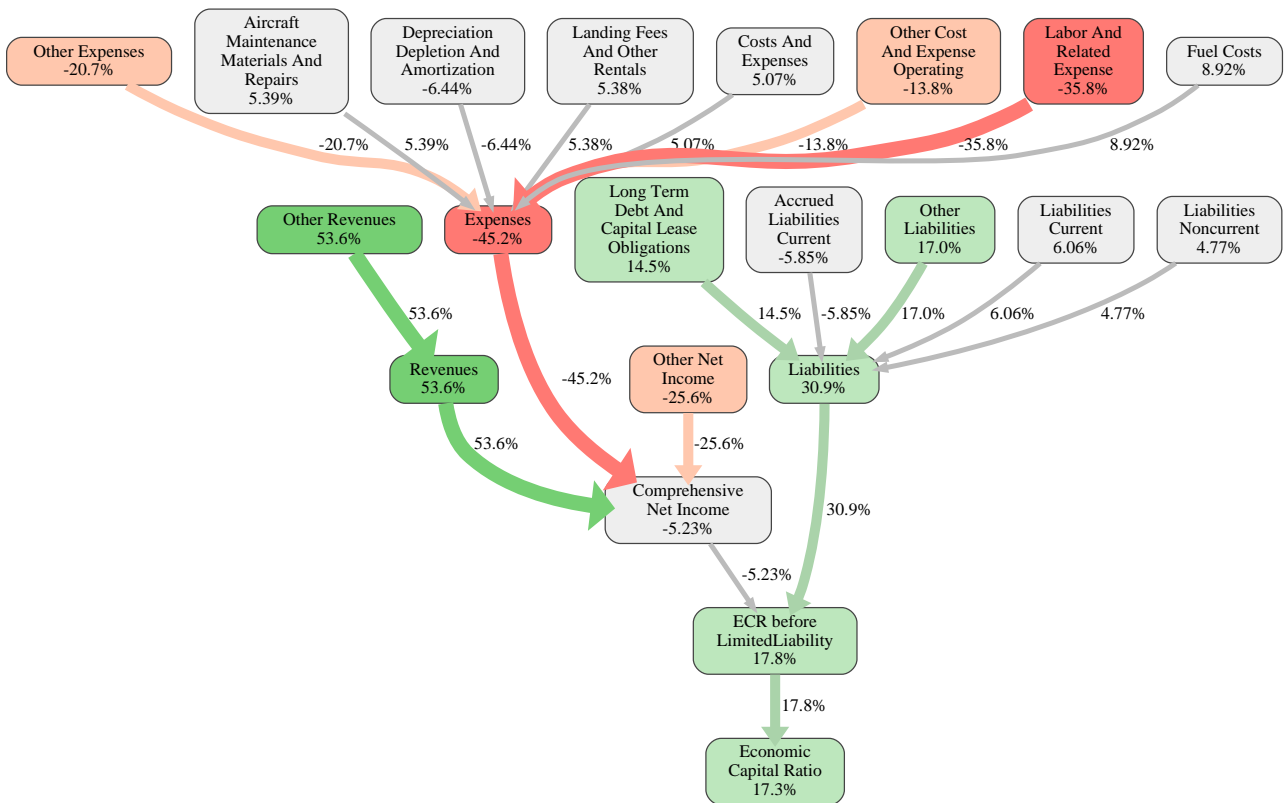 Other Expenses
-20.7%
Aircraft
Maintenance
Materials And
Repairs
5.39%
Depreciation
Depletion And
Amortization
-6.44%
Landing Fees
And Other
Rentals
5.38%
Costs And
Expenses
5.07%
Other Cost
And Expense
Operating
-13.8%
Labor And
Related
Expense
-35.8%
Fuel Costs
8.92%
-20.7%
5.39%
-6.44%
5.38%
5.07%
-13.8%
-35.8%
8.92%
Other Revenues
53.6%
Expenses
-45.2%
Long Term
Debt And
Capital Lease
Obligations
14.5%
Accrued
Liabilities
Current
-5.85%
Other
Liabilities
17.0%
Liabilities
Current
6.06%
Liabilities
Noncurrent
4.77%
53.6%
14.5%
-5.85%
17.0%
6.06%
4.77%
Revenues
53.6%
-45.2%
Other Net
Income
-25.6%
Liabilities
30.9%
53.6%
-25.6%
Comprehensive
Net Income
-5.23%
30.9%
-5.23%
ECR before
LimitedLiability
17.8%
17.8%
Economic
Capital Ratio
17.3%